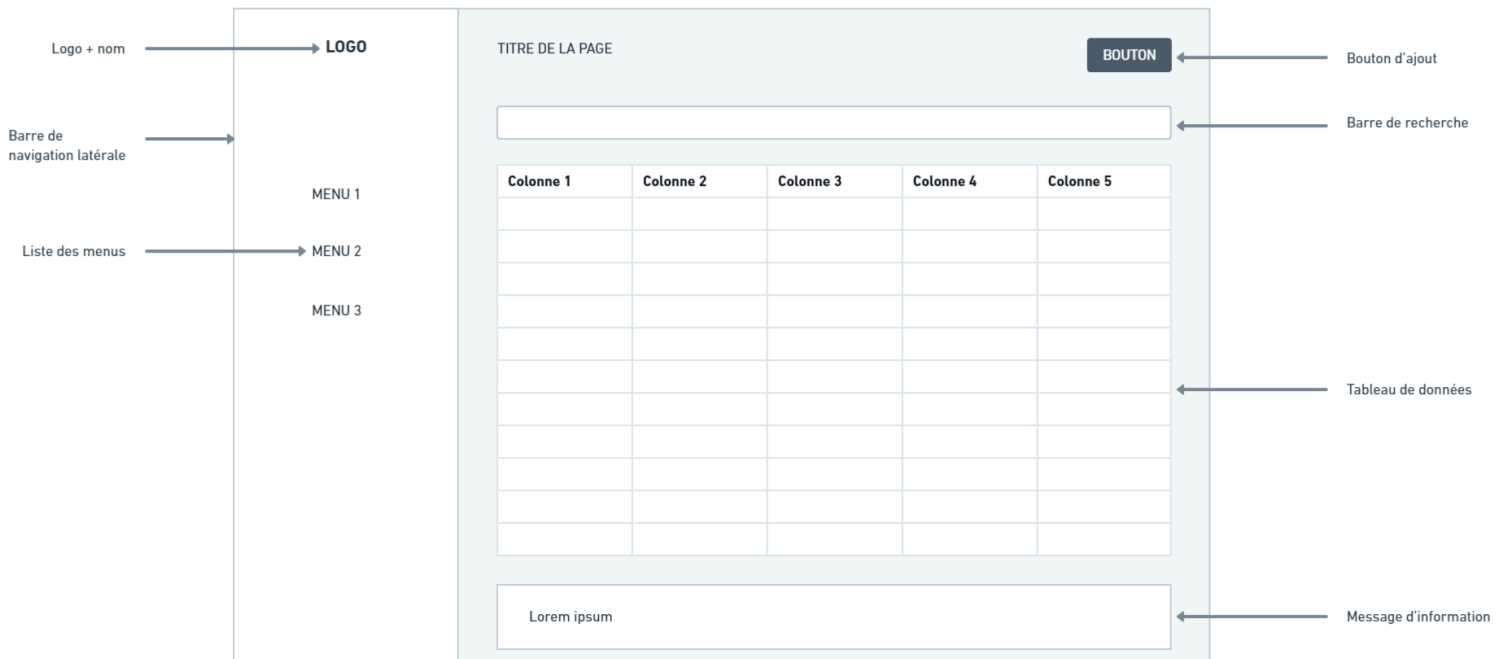 Logo + nom
LOGO
TITRE DE LA PAGE
BOUTON
Bouton d'ajout
Barre de recherche
Barre de
navigation latérale
Colonne 1 Colonne 2 Colonne 3 Colonne 4 Colonne 5
MENU 1
Liste des menus
MENU 2
MENU 3
Tableau de données
Lorem ipsum
Message d'information